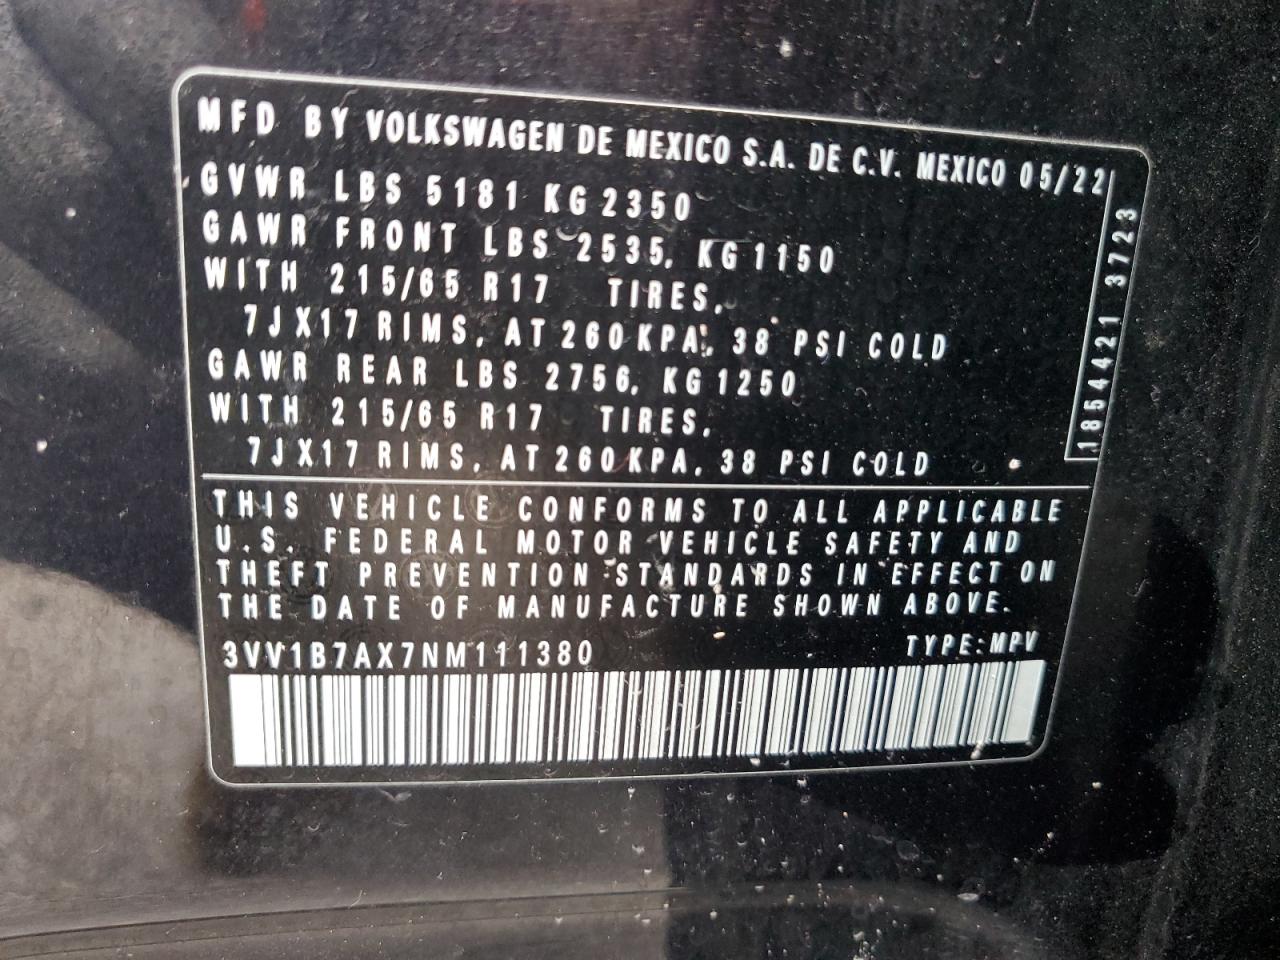 MFD BY VOLKSWAGEN DE MEXICO S.A. DE C.V. MEXICO 05/22
GVWR LBS 5181 KG 2350
GAWR FRONT LBS 2535, KG 1150
WITH 215/65 R17 TIRES,
7JX17 RIMS, AT 260 KPA, 38 PSI COLD
GAWR REAR LBS 2756, KG 1250
WITH 215/65 R17 TIRES,
7JX17 RIMS, AT 260 KPA, 38 PSI COLD
1854421 3723
THIS VEHICLE CONFORMS TO ALL APPLICABLE
U.S. FEDERAL MOTOR VEHICLE SAFETY AND
THEFT PREVENTION STANDARDS IN EFFECT ON
THE DATE OF MANUFACTURE SHOWN ABOVE.
3VV1B7AX7NM111380 TYPE:MPV